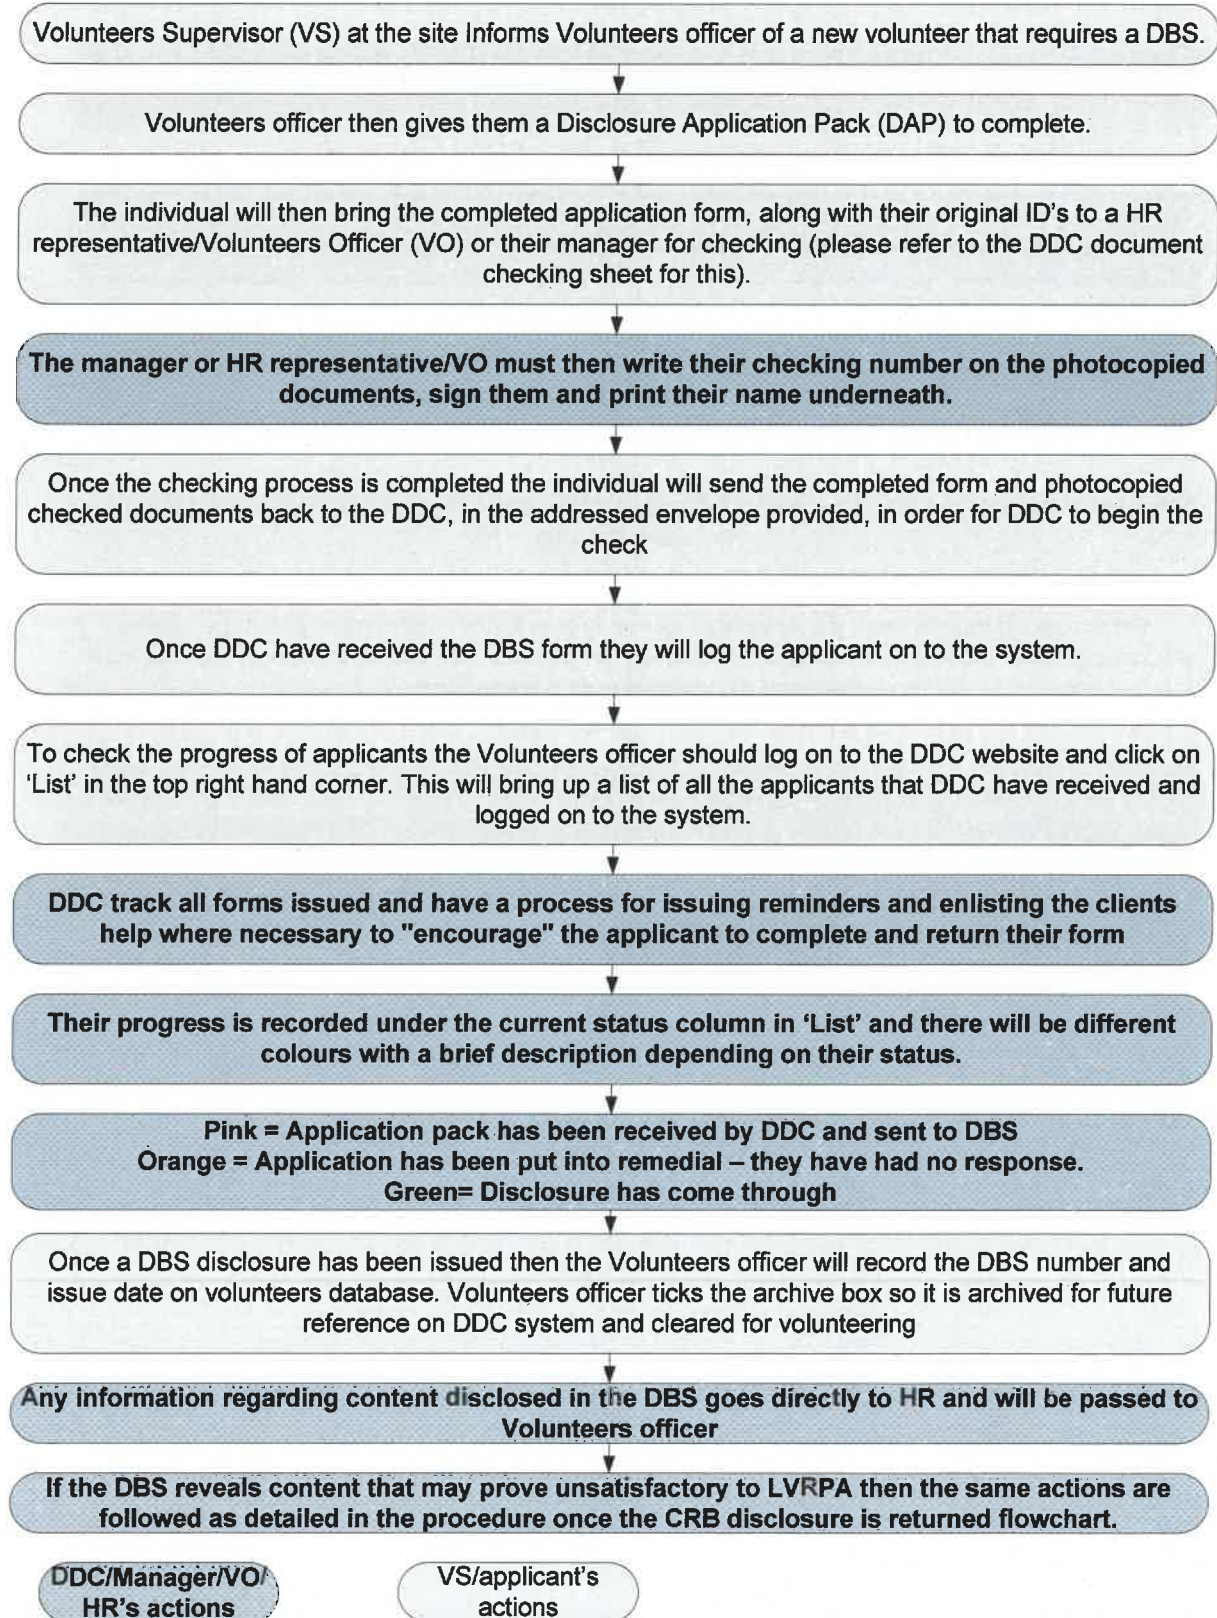 Volunteers Supervisor (VS) at the site Informs Volunteers officer of a new volunteer that requires a DBS.
Volunteers officer then gives them a Disclosure Application Pack (DAP) to complete.
The individual will then bring the completed application form, along with their original ID's to a HR
representative/Volunteers Officer (VO) or their manager for checking (please refer to the DDC document
checking sheet for this).
The manager or HR representative/VO must then write their checking number on the photocopied
documents, sign them and print their name underneath.
Once the checking process is completed the individual will send the completed form and photocopied
checked documents back to the DDC, in the addressed envelope provided, in order for DDC to begin the
check
Once DDC have received the DBS form they will log the applicant on to the system.
To check the progress of applicants the Volunteers officer should log on to the DDC website and click on
'List' in the top right hand corner. This will bring up a list of all the applicants that DDC have received and
logged on to the system.
DDC track all forms issued and have a process for issuing reminders and enlisting the clients
help where necessary to "encourage" the applicant to complete and return their form
Their progress is recorded under the current status column in 'List' and there will be different
colours with a brief description depending on their status.
Pink = Application pack has been received by DDC and sent to DBS
Orange = Application has been put into remedial – they have had no response.
Green= Disclosure has come through
Once a DBS disclosure has been issued then the Volunteers officer will record the DBS number and
issue date on volunteers database. Volunteers officer ticks the archive box so it is archived for future
reference on DDC system and cleared for volunteering
Any information regarding content disclosed in the DBS goes directly to HR and will be passed to
Volunteers officer
If the DBS reveals content that may prove unsatisfactory to LVRPA then the same actions are
followed as detailed in the procedure once the CRB disclosure is returned flowchart.
DDC/Manager/VO/
HR's actions
VS/applicant's
actions